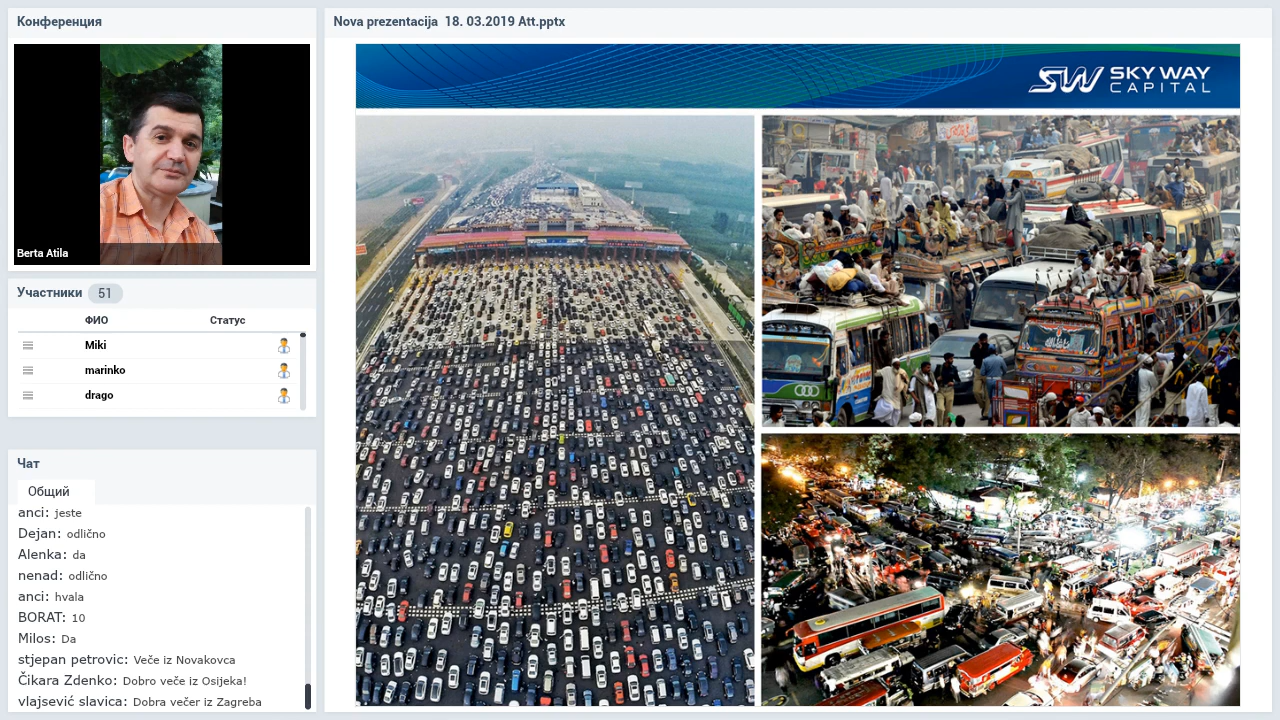 Конференция
Berta Atila
Участники 51
ФИО Статус
Miki
marinko
drago
Чат
Общий
anci: jeste
Dejan: odlično
Alenka: da
nenad: odlično
anci: hvala
BORAT: 10
Milos: Da
stjepan petrovic: Veče iz Novakovca
Čikara Zdenko: Dobro veče iz Osijeka!
vlajsević slavica: Dobra večer iz Zagreba
Nova prezentacija 18. 03.2019 Att.pptx
SW SKY WAY
CAPITAL